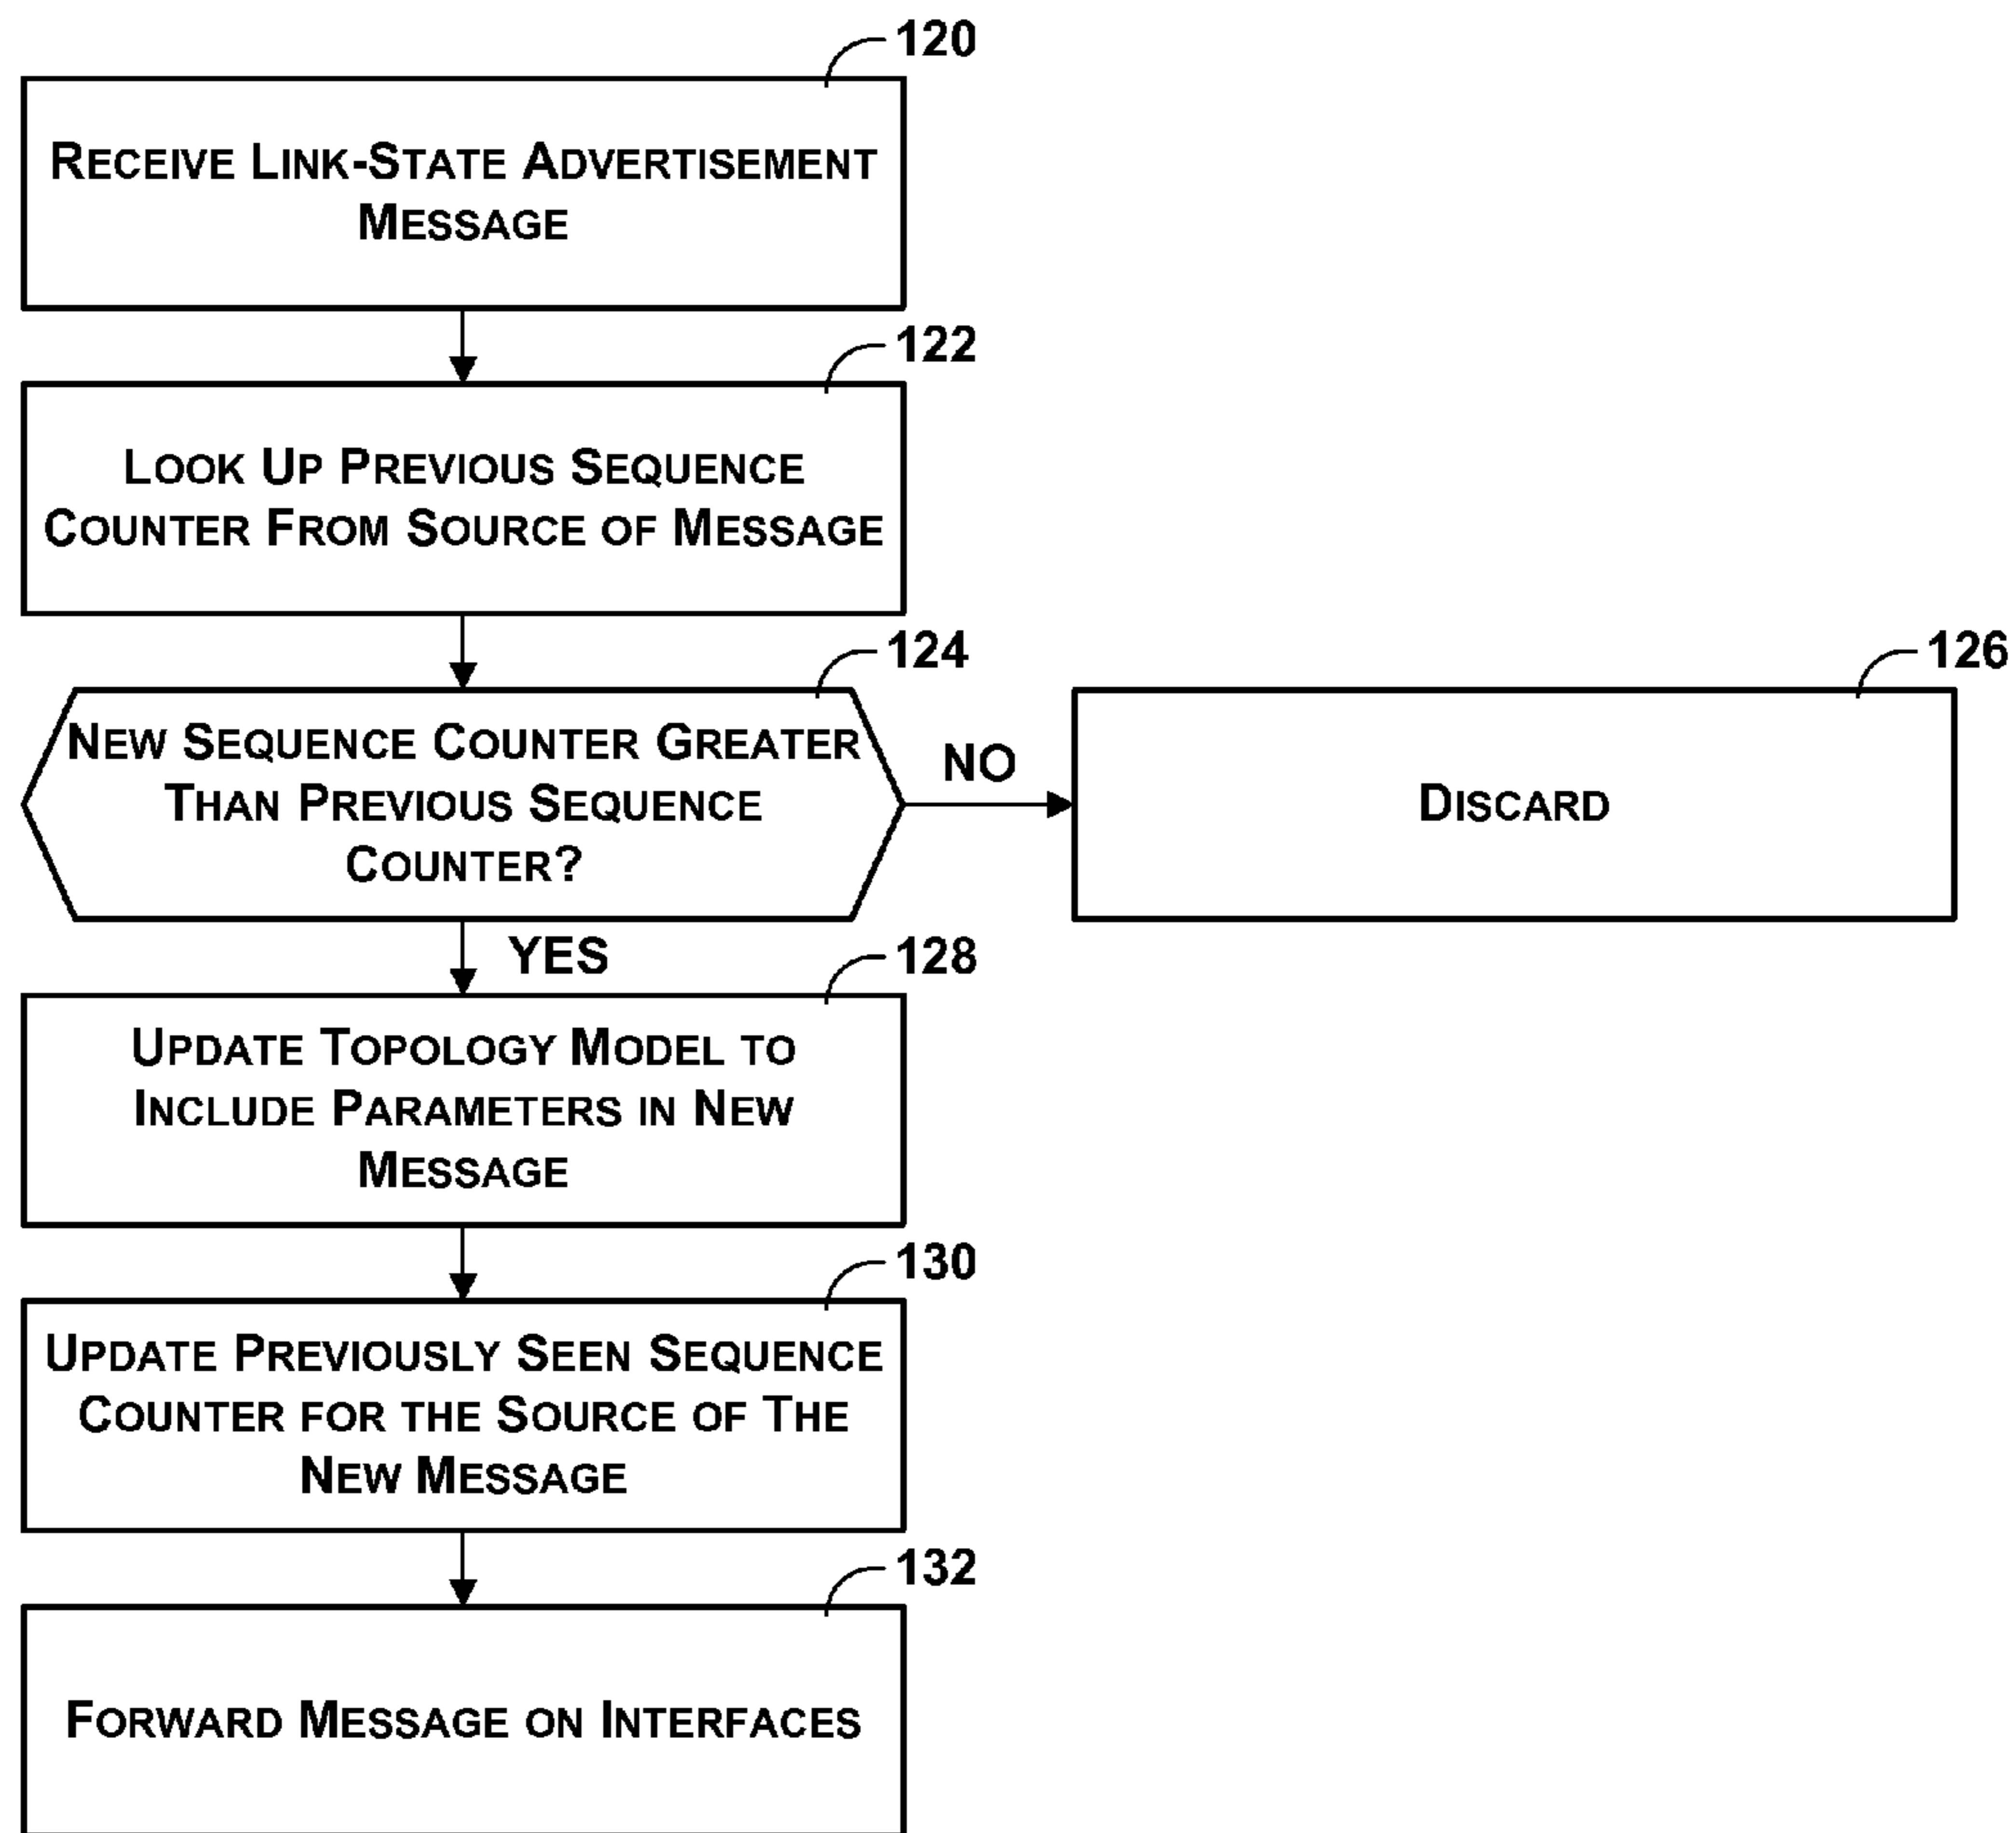 120
RECEIVE LINK-STATE ADVERTISEMENT
MESSAGE
122
LOOK UP PREVIOUS SEQUENCE
COUNTER FROM SOURCE OF MESSAGE
124
NEW SEQUENCE COUNTER GREATER
THAN PREVIOUS SEQUENCE
COUNTER?
NO
126
DISCARD
YES
128
UPDATE TOPOLOGY MODEL TO
INCLUDE PARAMETERS IN NEW
MESSAGE
130
UPDATE PREVIOUSLY SEEN SEQUENCE
COUNTER FOR THE SOURCE OF THE
NEW MESSAGE
132
FORWARD MESSAGE ON INTERFACES